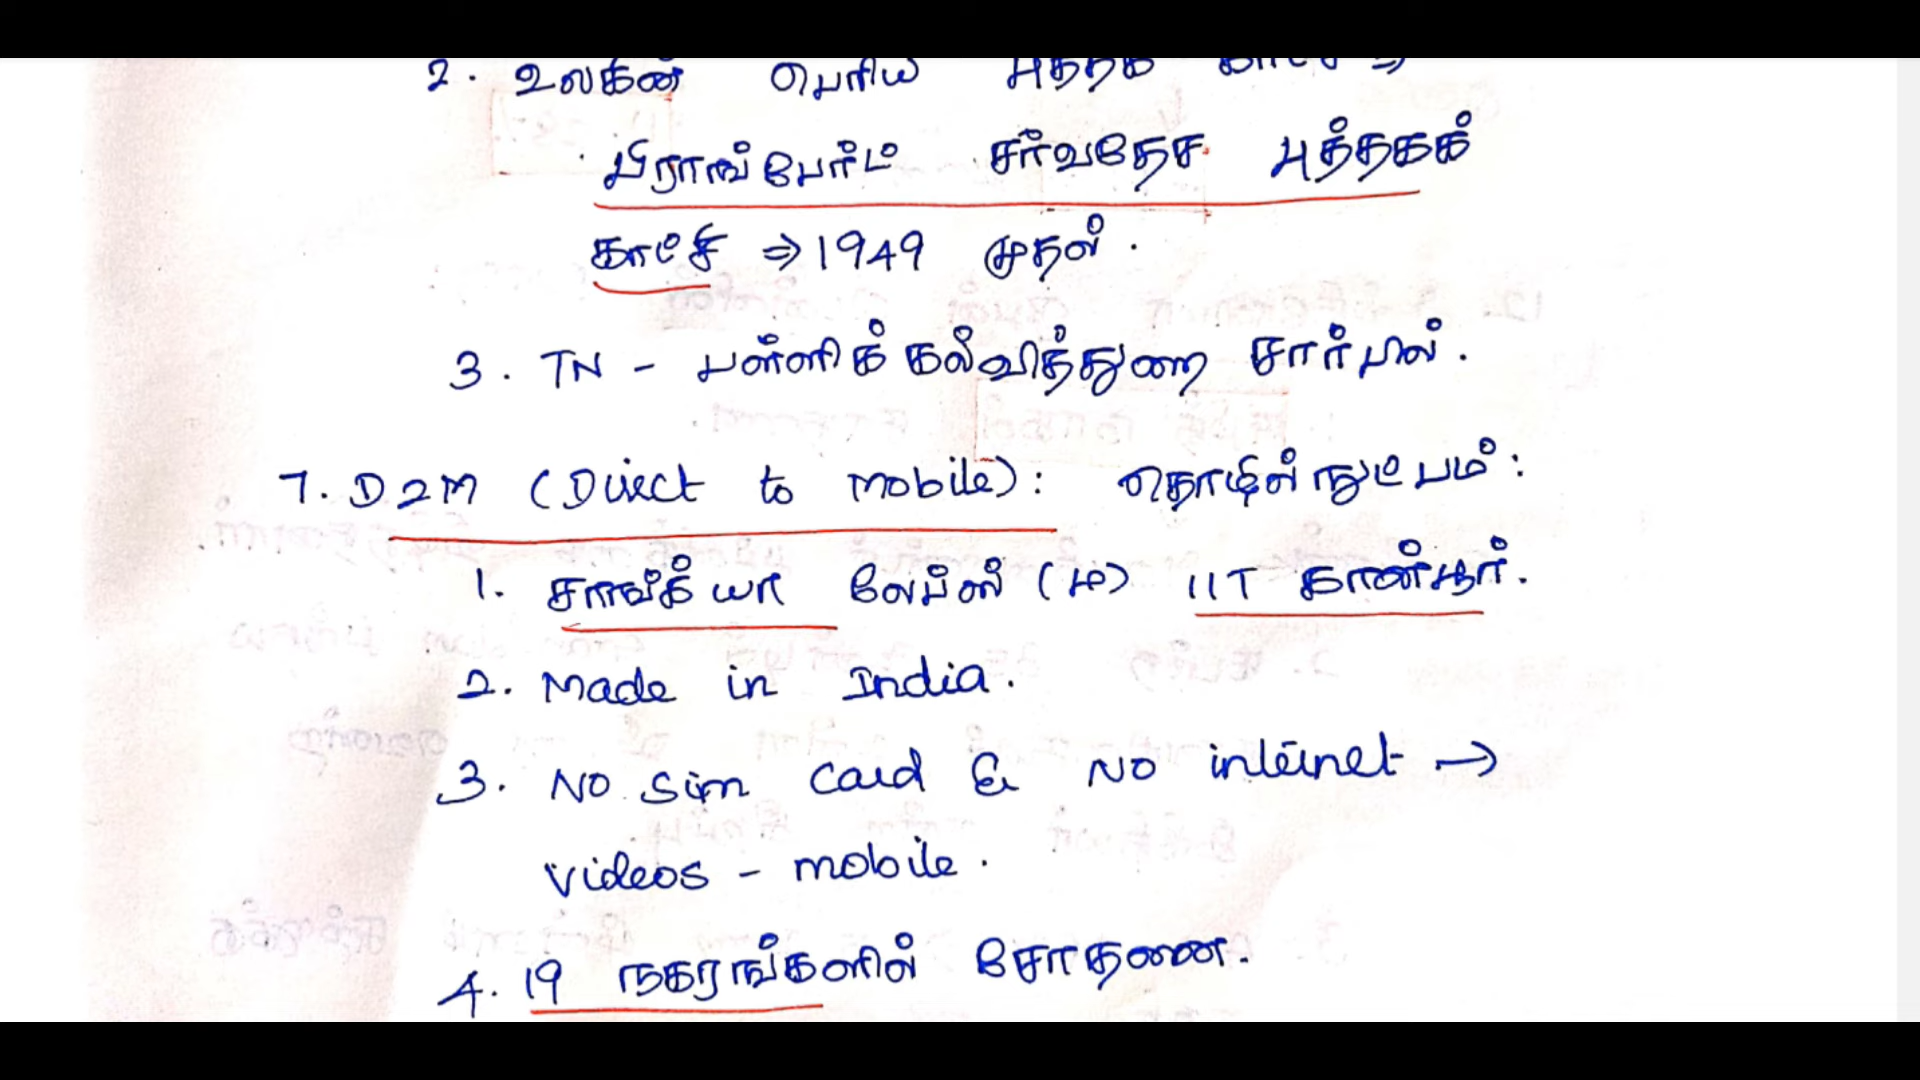 2. உலகின் பெரிய புத்தக காட்சி ⇒
பிராங்போர்ட் சர்வதேச புத்தகக்
காட்சி ⇒ 1949 முதல்.
3. TN - பள்ளிக் கல்வித்துறை சார்பில்.
7. D2M (Direct to mobile): தொழில்நுட்பம்:
1. சாங்க்யா லேப்ஸ் (ம) IIT கான்பூர்.
2. Made in India.
3. NO Sim Card & NO internet →
Videos - mobile.
4. 19 நகரங்களில் சோதனை.